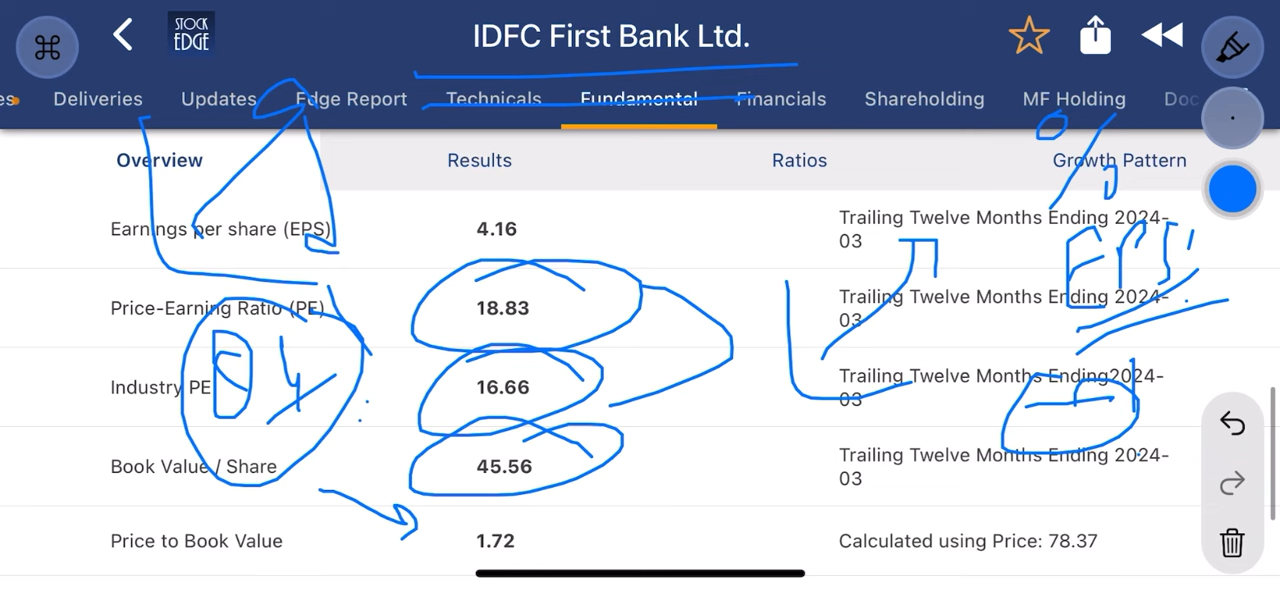 STOCK
EDGE
IDFC First Bank Ltd.
Deliveries Updates Edge Report Technicals Fundamental Financials Shareholding MF Holding
Overview Results Ratios Growth Pattern
Earnings per share (EPS) 4.16 Trailing Twelve Months Ending 2024-
03
Price-Earning Ratio (PE) 18.83 Trailing Twelve Months Ending 2024-
03
Industry PE 16.66 Trailing Twelve Months Ending2024-
03
Book Value / Share 45.56 Trailing Twelve Months Ending 2024-
03
Price to Book Value 1.72 Calculated using Price: 78.37